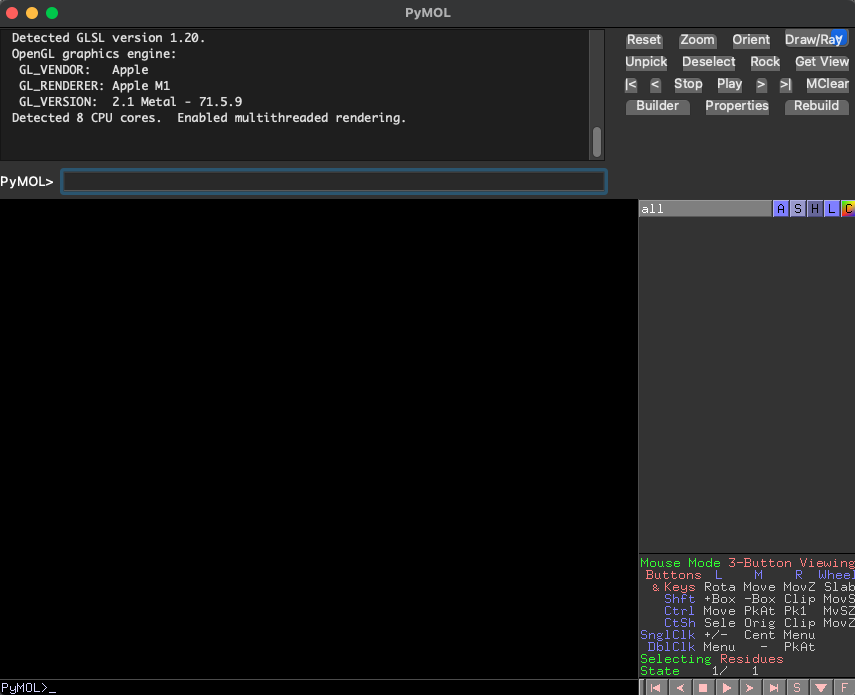 PyMOL
Detected GLSL version 1.20.
OpenGL graphics engine:
GL_VENDOR: Apple
GL_RENDERER: Apple M1
GL_VERSION: 2.1 Metal - 71.5.9
Detected 8 CPU cores. Enabled multithreaded rendering.
Reset Zoom Orient Draw/Ray
Unpick Deselect Rock Get View
|< < Stop Play > >| MClear
Builder Properties Rebuild
PyMOL>
all A S H L C
Mouse Mode 3-Button Viewing
Buttons L M R Wheel
& Keys Rota Move MovZ Slab
Shft +Box -Box Clip MovS
Ctrl Move PkAt Pk1 MvSZ
CtSh Sele Orig Clip MovZ
SnglClk +/- Cent Menu
DblClk Menu - PkAt
Selecting Residues
State 1/ 1
PyMOL>_
S F